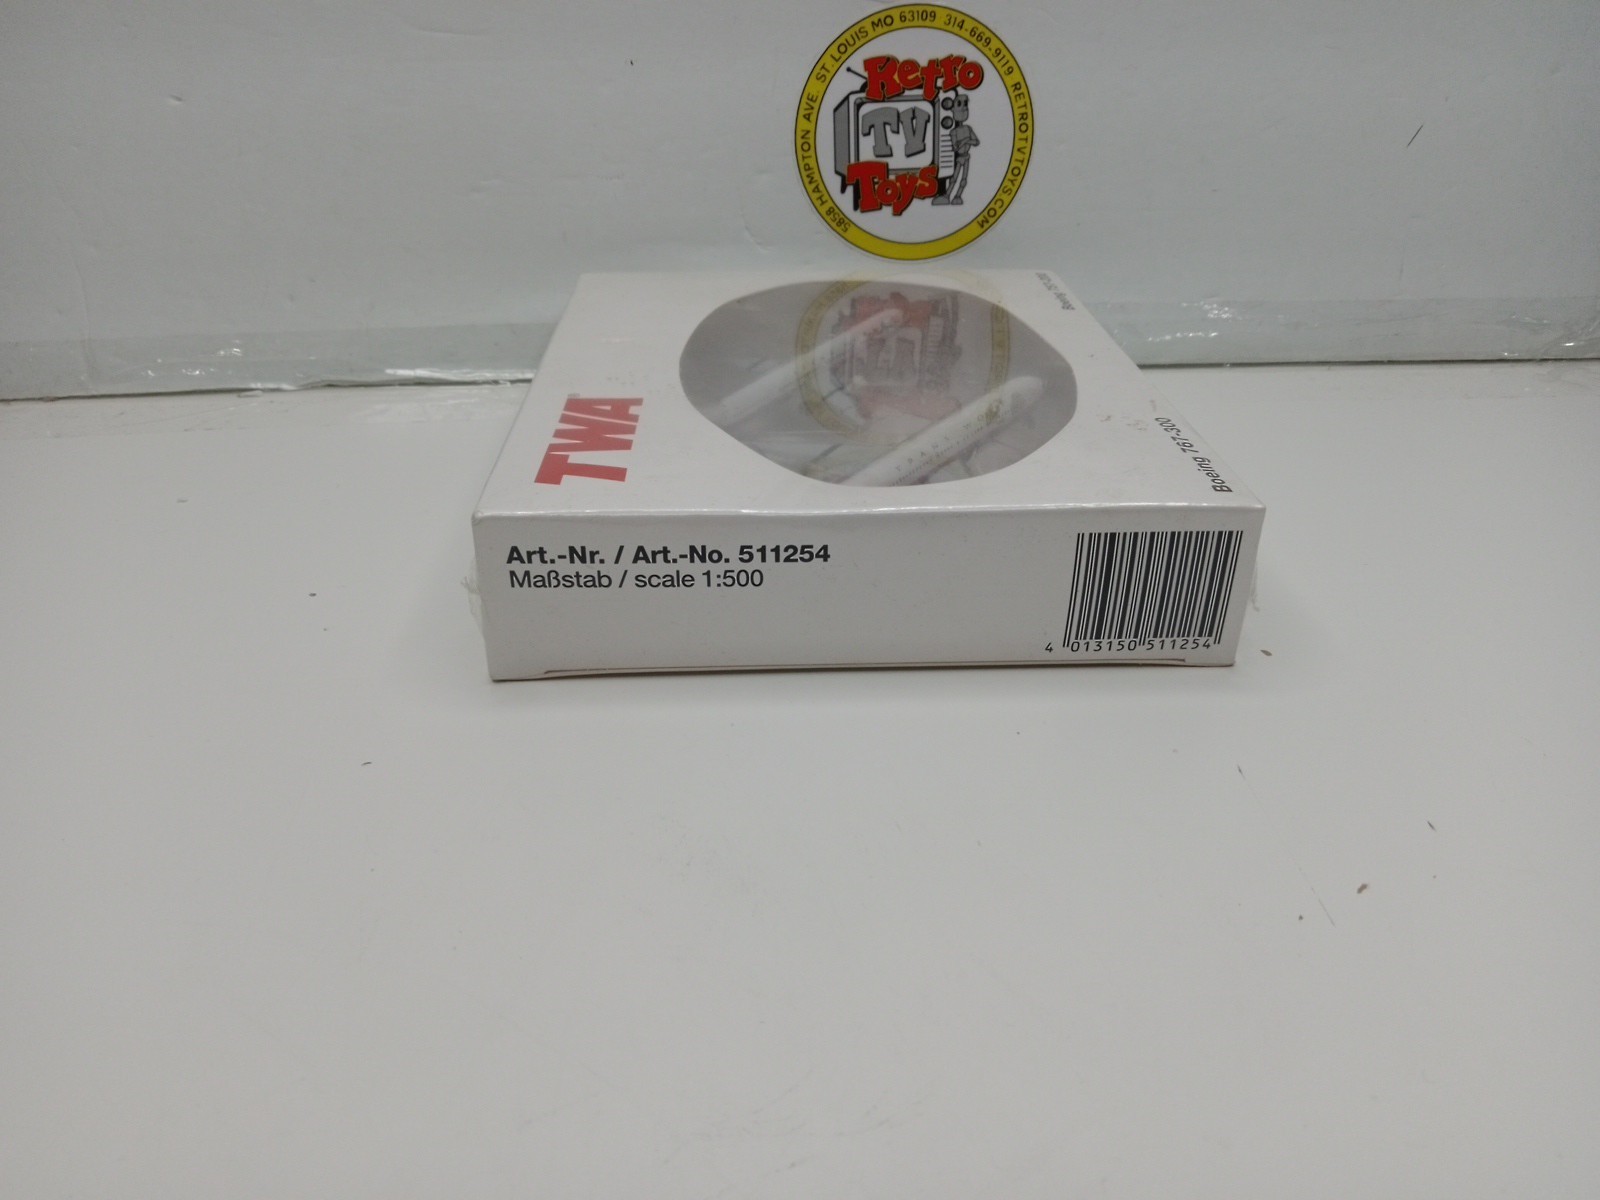 5858 HAMPTON AVE. ST. LOUIS MO 63109 314-669-9119 RETROTVTOYS.COM
Retro
TV
Toys
TWA
Boeing 767-300
Art.-Nr. / Art.-No. 511254
Maßstab / scale 1:500
4 013150 511254